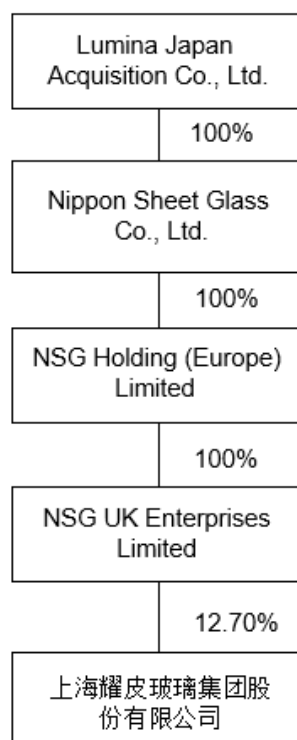 Lumina Japan
Acquisition Co., Ltd.
100%
Nippon Sheet Glass
Co., Ltd.
100%
NSG Holding (Europe)
Limited
100%
NSG UK Enterprises
Limited
12.70%
上海耀皮玻璃集团股
份有限公司